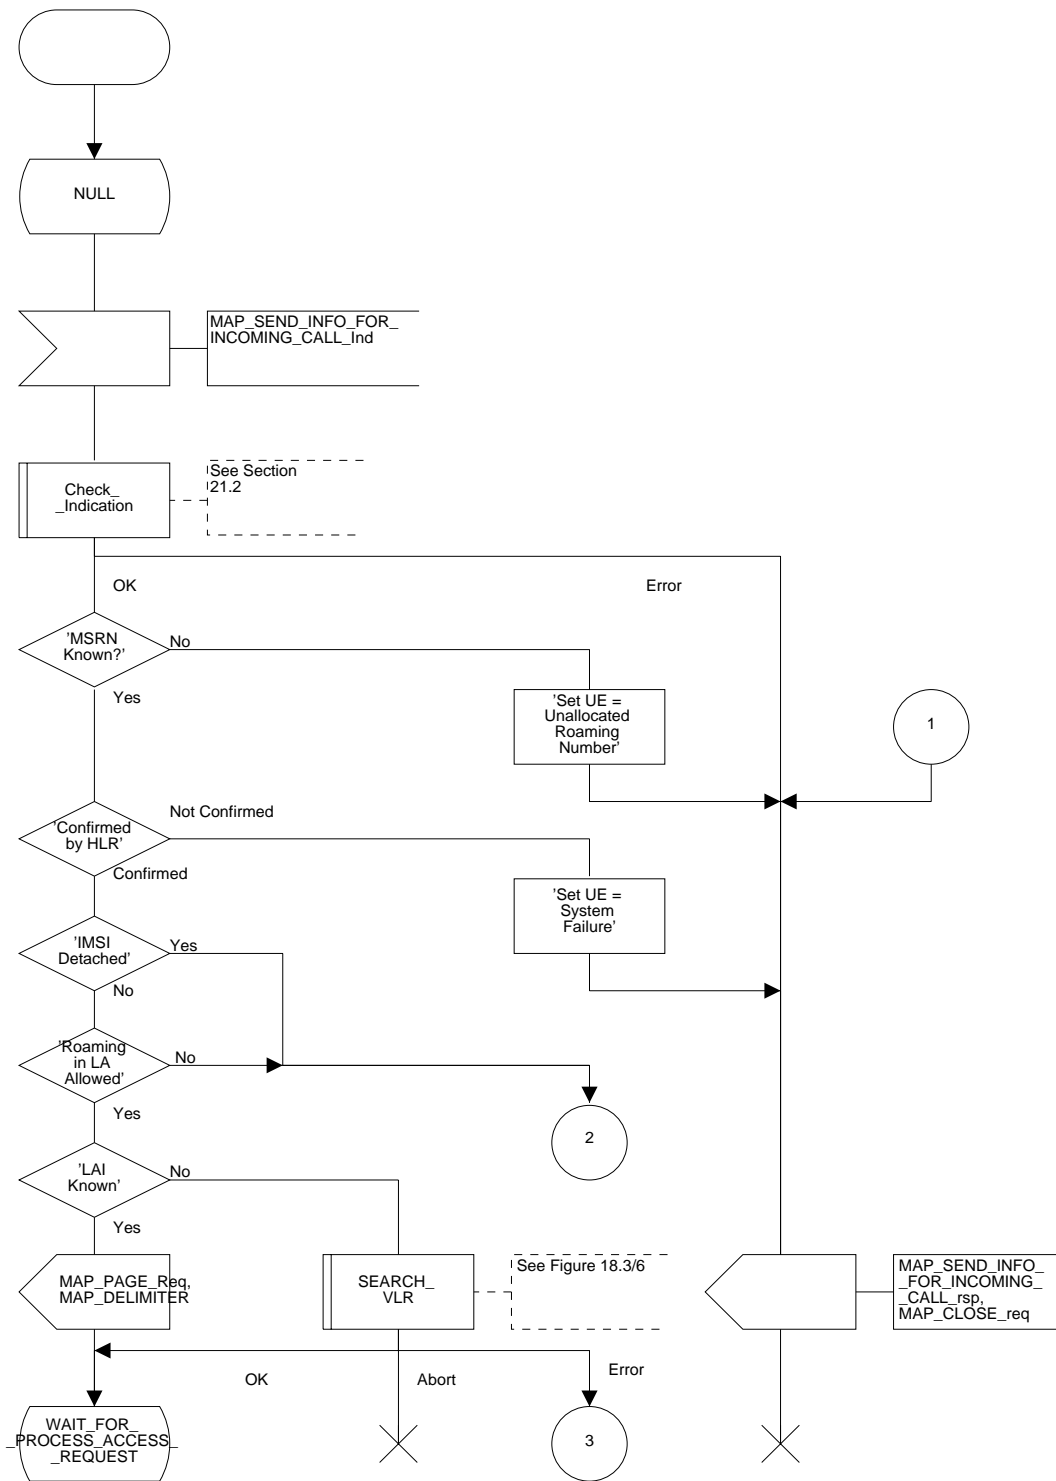 NULL
MAP_SEND_INFO_FOR_
INCOMING_CALL_Ind
Check_
_Indication
See Section
21.2
OK
Error
'MSRN
Known?'
No
Yes
'Set UE =
Unallocated
Roaming
Number'
1
'Confirmed
by HLR'
Not Confirmed
Confirmed
'Set UE =
System
Failure'
'IMSI
Detached'
Yes
No
'Roaming
in LA
Allowed'
No
Yes
2
'LAI
Known'
No
Yes
MAP_PAGE_Req,
MAP_DELIMITER
SEARCH_
VLR
See Figure 18.3/6
MAP_SEND_INFO_
_FOR_INCOMING_
_CALL_rsp,
MAP_CLOSE_req
OK
Abort
Error
WAIT_FOR_
_PROCESS_ACCESS_
_REQUEST
3